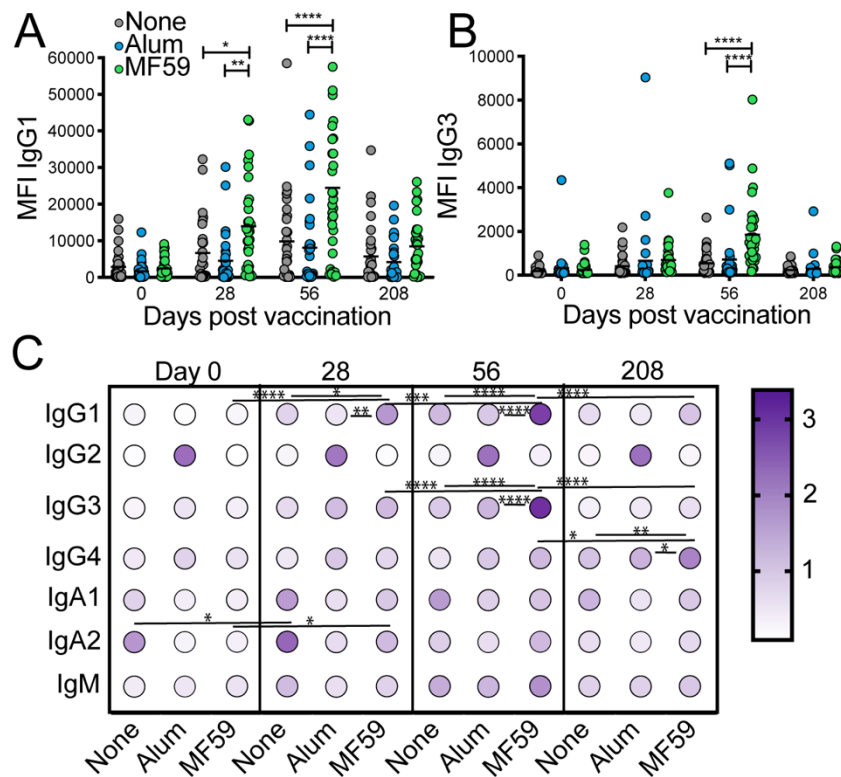 A
None
Alum
MF59
MFI IgG1
60000
50000
40000
30000
20000
10000
0
*
**
****
****
0 28 56 208
Days post vaccination
B
MFI IgG3
10000
8000
6000
4000
2000
0
****
****
0 28 56 208
Days post vaccination
C
Day 0 28 56 208
**** * *** **** ****
IgG1 ** ****
IgG2
**** **** ****
IgG3 ****
* **
IgG4 *
IgA1
* *
IgA2
IgM
None Alum MF59 None Alum MF59 None Alum MF59 None Alum MF59
3
2
1